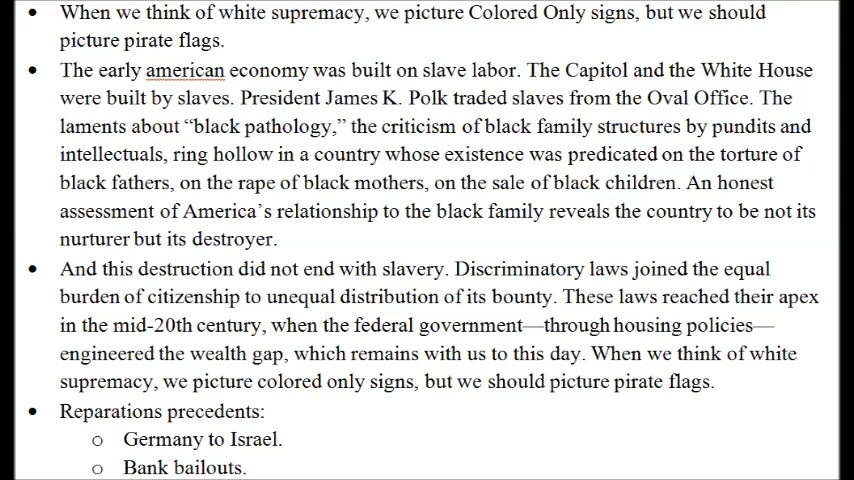 • When we think of white supremacy, we picture Colored Only signs, but we should
picture pirate flags.
• The early american economy was built on slave labor. The Capitol and the White House
were built by slaves. President James K. Polk traded slaves from the Oval Office. The
laments about “black pathology,” the criticism of black family structures by pundits and
intellectuals, ring hollow in a country whose existence was predicated on the torture of
black fathers, on the rape of black mothers, on the sale of black children. An honest
assessment of America’s relationship to the black family reveals the country to be not its
nurturer but its destroyer.
• And this destruction did not end with slavery. Discriminatory laws joined the equal
burden of citizenship to unequal distribution of its bounty. These laws reached their apex
in the mid-20th century, when the federal government—through housing policies—
engineered the wealth gap, which remains with us to this day. When we think of white
supremacy, we picture colored only signs, but we should picture pirate flags.
• Reparations precedents:
o Germany to Israel.
o Bank bailouts.